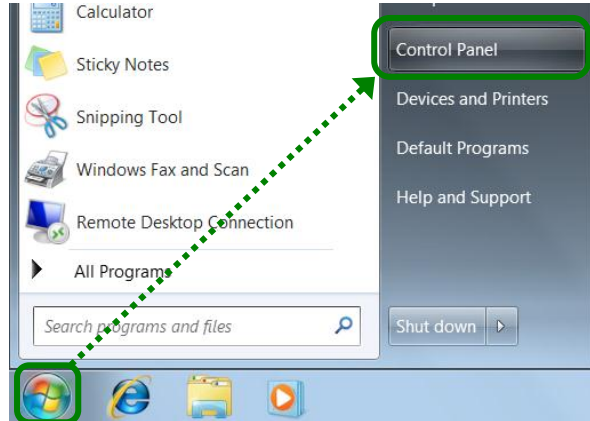 Calculator
Sticky Notes
Snipping Tool
Windows Fax and Scan
Remote Desktop Connection
All Programs
Search programs and files
Control Panel
Devices and Printers
Default Programs
Help and Support
Shut down